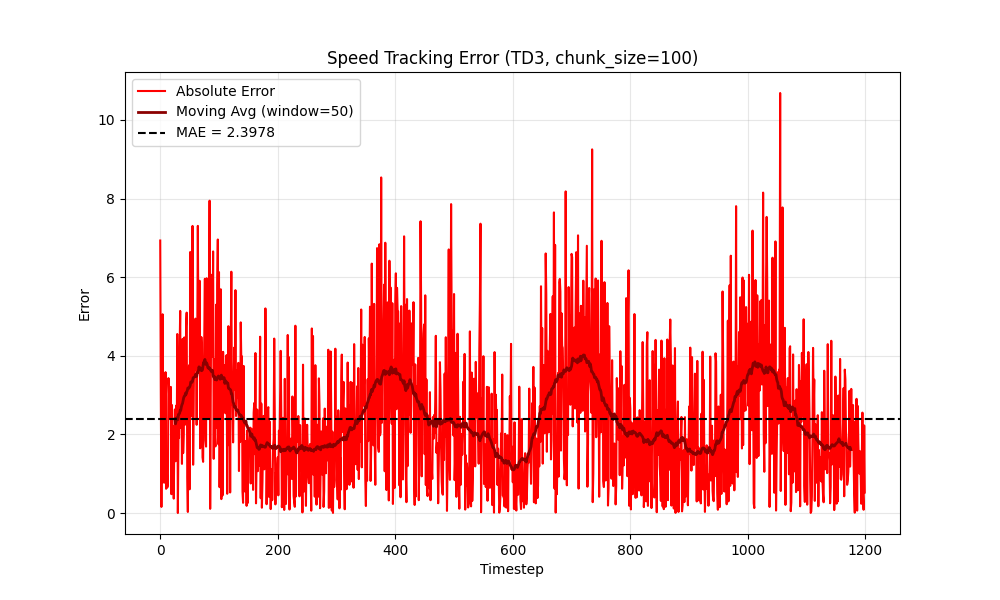 Speed Tracking Error (TD3, chunk_size=100)
Absolute Error
Moving Avg (window=50)
MAE = 2.3978
Error
10
8
6
4
2
0
0 200 400 600 800 1000 1200
Timestep